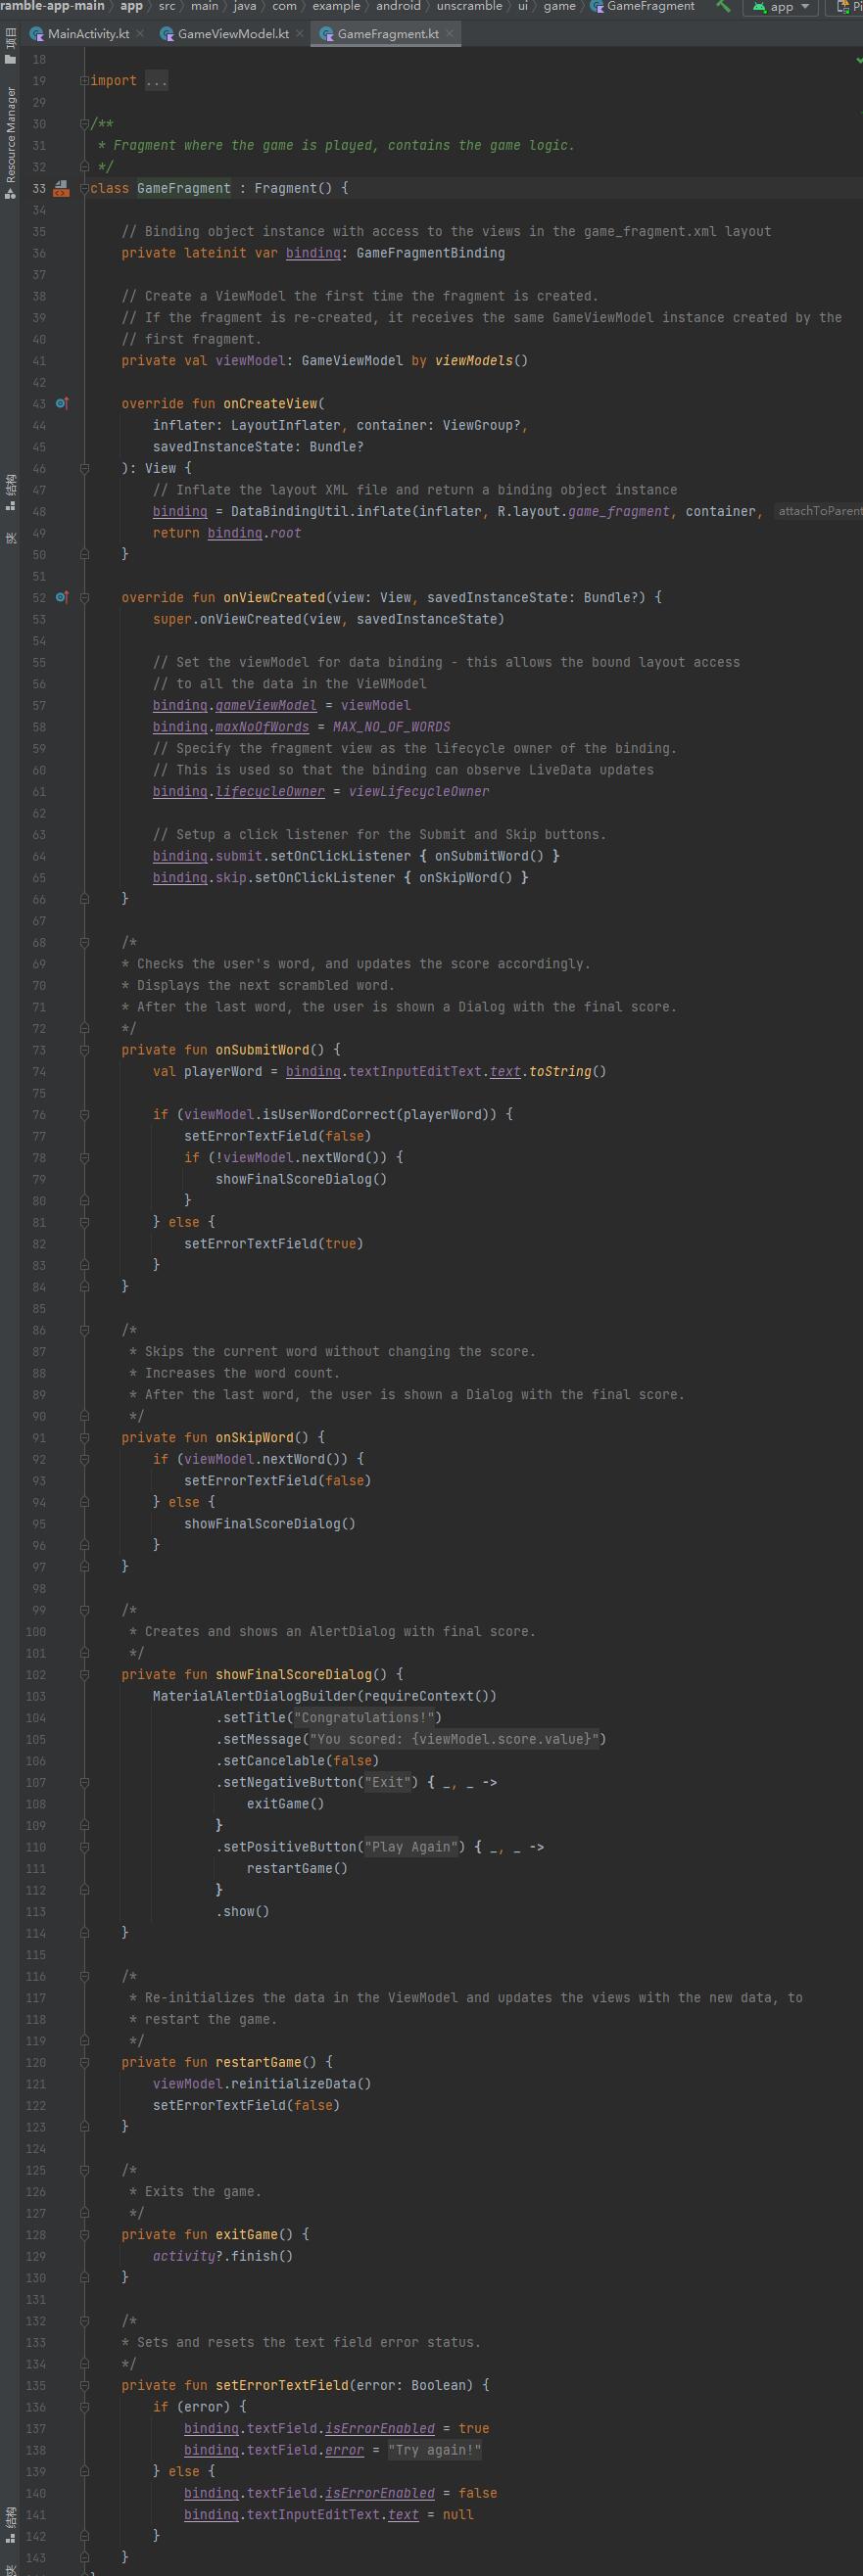 ramble-app-main 〉 app 〉 src 〉 main 〉 java 〉 com 〉 example 〉 android 〉 unscramble 〉 ui 〉 game 〉 GameFragment app Pi
MainActivity.kt × GameViewModel.kt × GameFragment.kt ×
项目
Resource Manager
结构
结构
18
19 import ...
29
30 /**
31  * Fragment where the game is played, contains the game logic.
32  */
33 class GameFragment : Fragment() {
34
35     // Binding object instance with access to the views in the game_fragment.xml layout
36     private lateinit var binding: GameFragmentBinding
37
38     // Create a ViewModel the first time the fragment is created.
39     // If the fragment is re-created, it receives the same GameViewModel instance created by the
40     // first fragment.
41     private val viewModel: GameViewModel by viewModels()
42
43     override fun onCreateView(
44         inflater: LayoutInflater, container: ViewGroup?,
45         savedInstanceState: Bundle?
46     ): View {
47         // Inflate the layout XML file and return a binding object instance
48         binding = DataBindingUtil.inflate(inflater, R.layout.game_fragment, container, attachToParent
49         return binding.root
50     }
51
52     override fun onViewCreated(view: View, savedInstanceState: Bundle?) {
53         super.onViewCreated(view, savedInstanceState)
54
55         // Set the viewModel for data binding - this allows the bound layout access
56         // to all the data in the VieWModel
57         binding.gameViewModel = viewModel
58         binding.maxNoOfWords = MAX_NO_OF_WORDS
59         // Specify the fragment view as the lifecycle owner of the binding.
60         // This is used so that the binding can observe LiveData updates
61         binding.lifecycleOwner = viewLifecycleOwner
62
63         // Setup a click listener for the Submit and Skip buttons.
64         binding.submit.setOnClickListener { onSubmitWord() }
65         binding.skip.setOnClickListener { onSkipWord() }
66     }
67
68     /*
69     * Checks the user's word, and updates the score accordingly.
70     * Displays the next scrambled word.
71     * After the last word, the user is shown a Dialog with the final score.
72     */
73     private fun onSubmitWord() {
74         val playerWord = binding.textInputEditText.text.toString()
75
76         if (viewModel.isUserWordCorrect(playerWord)) {
77             setErrorTextField(false)
78             if (!viewModel.nextWord()) {
79                 showFinalScoreDialog()
80             }
81         } else {
82             setErrorTextField(true)
83         }
84     }
85
86     /*
87      * Skips the current word without changing the score.
88      * Increases the word count.
89      * After the last word, the user is shown a Dialog with the final score.
90      */
91     private fun onSkipWord() {
92         if (viewModel.nextWord()) {
93             setErrorTextField(false)
94         } else {
95             showFinalScoreDialog()
96         }
97     }
98
99     /*
100      * Creates and shows an AlertDialog with final score.
101      */
102     private fun showFinalScoreDialog() {
103         MaterialAlertDialogBuilder(requireContext())
104                 .setTitle("Congratulations!")
105                 .setMessage("You scored: {viewModel.score.value}")
106                 .setCancelable(false)
107                 .setNegativeButton("Exit") { _, _ ->
108                     exitGame()
109                 }
110                 .setPositiveButton("Play Again") { _, _ ->
111                     restartGame()
112                 }
113                 .show()
114     }
115
116     /*
117      * Re-initializes the data in the ViewModel and updates the views with the new data, to
118      * restart the game.
119      */
120     private fun restartGame() {
121         viewModel.reinitializeData()
122         setErrorTextField(false)
123     }
124
125     /*
126      * Exits the game.
127      */
128     private fun exitGame() {
129         activity?.finish()
130     }
131
132     /*
133     * Sets and resets the text field error status.
134     */
135     private fun setErrorTextField(error: Boolean) {
136         if (error) {
137             binding.textField.isErrorEnabled = true
138             binding.textField.error = "Try again!"
139         } else {
140             binding.textField.isErrorEnabled = false
141             binding.textInputEditText.text = null
142         }
143     }